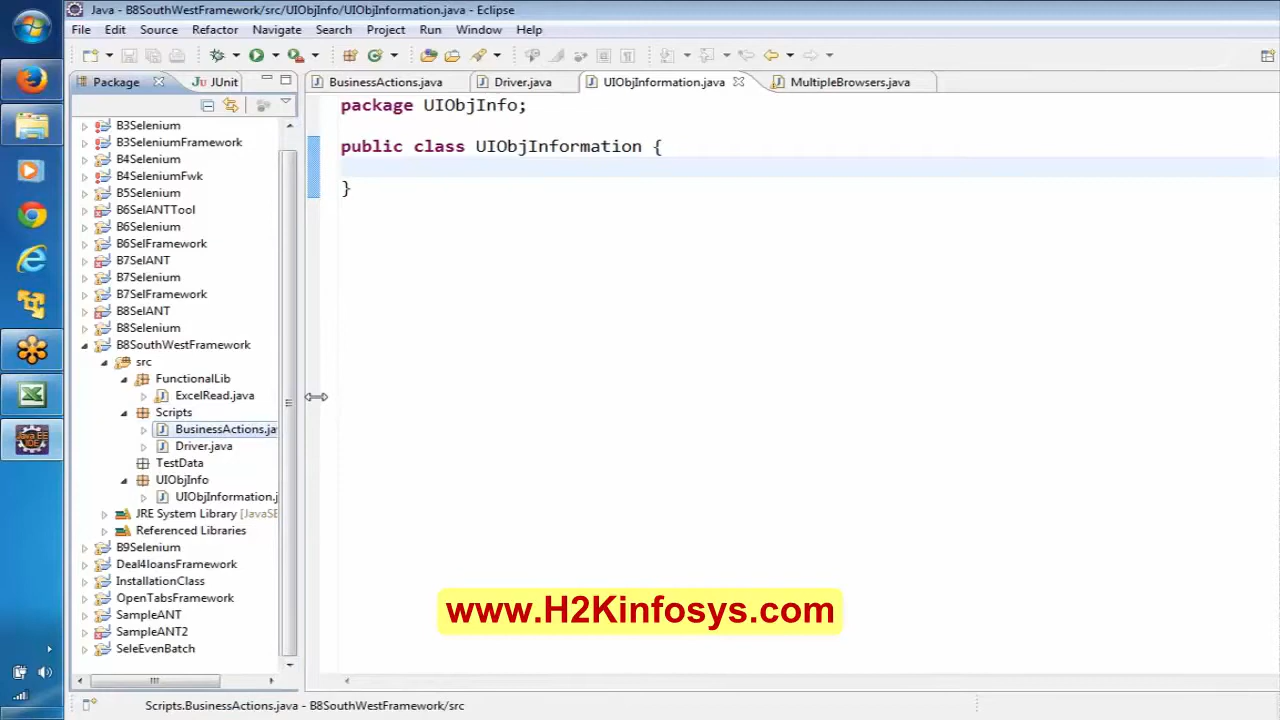 Java - B8SouthWestFramework/src/UIObjInfo/UIObjInformation.java - Eclipse
File Edit Source Refactor Navigate Search Project Run Window Help
Package JUnit
BusinessActions.java Driver.java UIObjInformation.java MultipleBrowsers.java
B3Selenium
B3SeleniumFramework
B4Selenium
B4SeleniumFwk
B5Selenium
B6SelANTTool
B6Selenium
B6SelFramework
B7SelANT
B7Selenium
B7SelFramework
B8SelANT
B8Selenium
B8SouthWestFramework
src
FunctionalLib
ExcelRead.java
Scripts
BusinessActions.ja
Driver.java
TestData
UIObjInfo
UIObjInformation.j
JRE System Library [JavaSE
Referenced Libraries
B9Selenium
Deal4loansFramework
InstallationClass
OpenTabsFramework
SampleANT
SampleANT2
SeleEvenBatch
package UIObjInfo;
public class UIObjInformation {
}
www.H2Kinfosys.com
Scripts.BusinessActions.java - B8SouthWestFramework/src